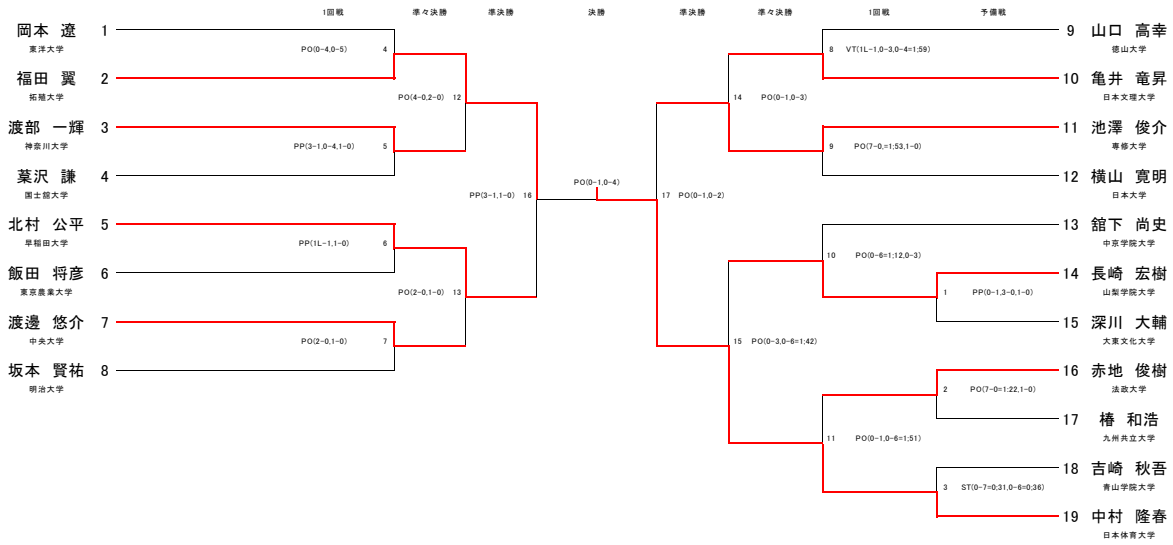 1回戦 準々決勝 準決勝 決勝 準決勝 準々決勝 1回戦 予備戦
岡本 遼 1
東洋大学
PO(0-4,0-5) 4
福田 翼 2
拓殖大学
PO(4-0,2-0) 12
渡部 一輝 3
神奈川大学
PP(3-1,0-4,1-0) 5
葉沢 謙 4
国士舘大学
PP(3-1,1-0) 16
北村 公平 5
早稲田大学
PP(1L-1,1-0) 6
飯田 将彦 6
東京農業大学
PO(2-0,1-0) 13
渡邊 悠介 7
中央大学
PO(2-0,1-0) 7
坂本 賢祐 8
明治大学
PO(0-1,0-4)
9 山口 高幸
徳山大学
8 VT(1L-1,0-3,0-4=1;59)
10 亀井 竜昇
日本文理大学
14 PO(0-1,0-3)
11 池澤 俊介
専修大学
9 PO(7-0,=1;53,1-0)
12 横山 寛明
日本大学
17 PO(0-1,0-2)
13 舘下 尚史
中京学院大学
10 PO(0-6=1;12,0-3)
14 長崎 宏樹
山梨学院大学
1 PP(0-1,3-0,1-0)
15 深川 大輔
大東文化大学
15 PO(0-3,0-6=1;42)
16 赤地 俊樹
法政大学
2 PO(7-0=1:22,1-0)
17 椿 和浩
九州共立大学
11 PO(0-1,0-6=1;51)
18 吉崎 秋吾
青山学院大学
3 ST(0-7=0;31,0-6=0;36)
19 中村 隆春
日本体育大学